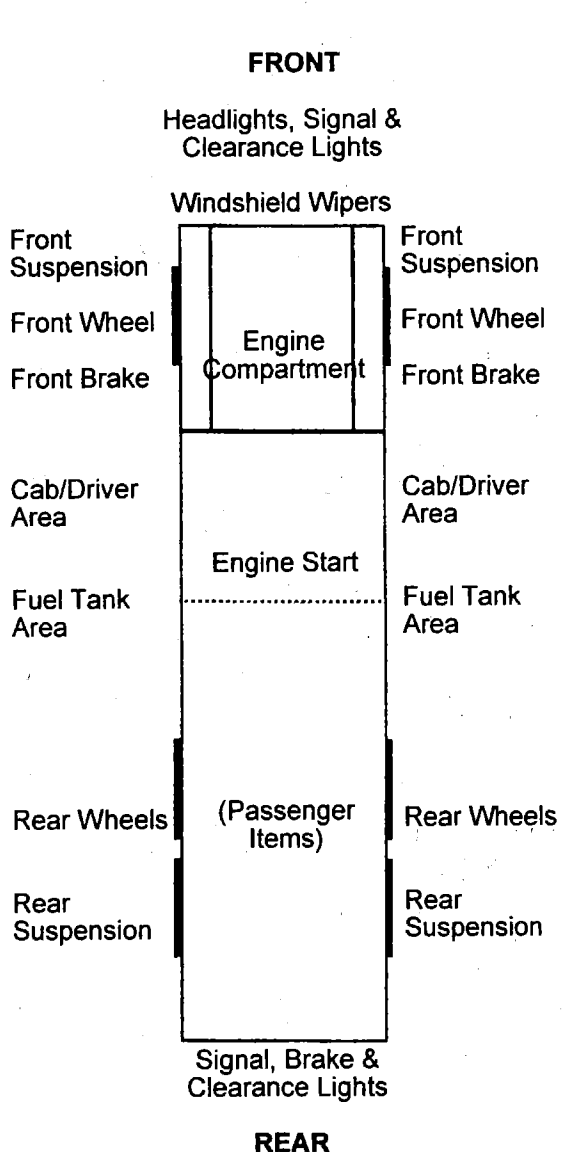 FRONT
Headlights, Signal &
Clearance Lights
Windshield Wipers
Front
Suspension
Front Wheel
Front Brake
Front
Suspension
Front Wheel
Front Brake
Engine
Compartment
Cab/Driver
Area
Cab/Driver
Area
Engine Start
Fuel Tank
Area
Fuel Tank
Area
Rear Wheels
(Passenger
Items)
Rear Wheels
Rear
Suspension
Rear
Suspension
Signal, Brake &
Clearance Lights
REAR